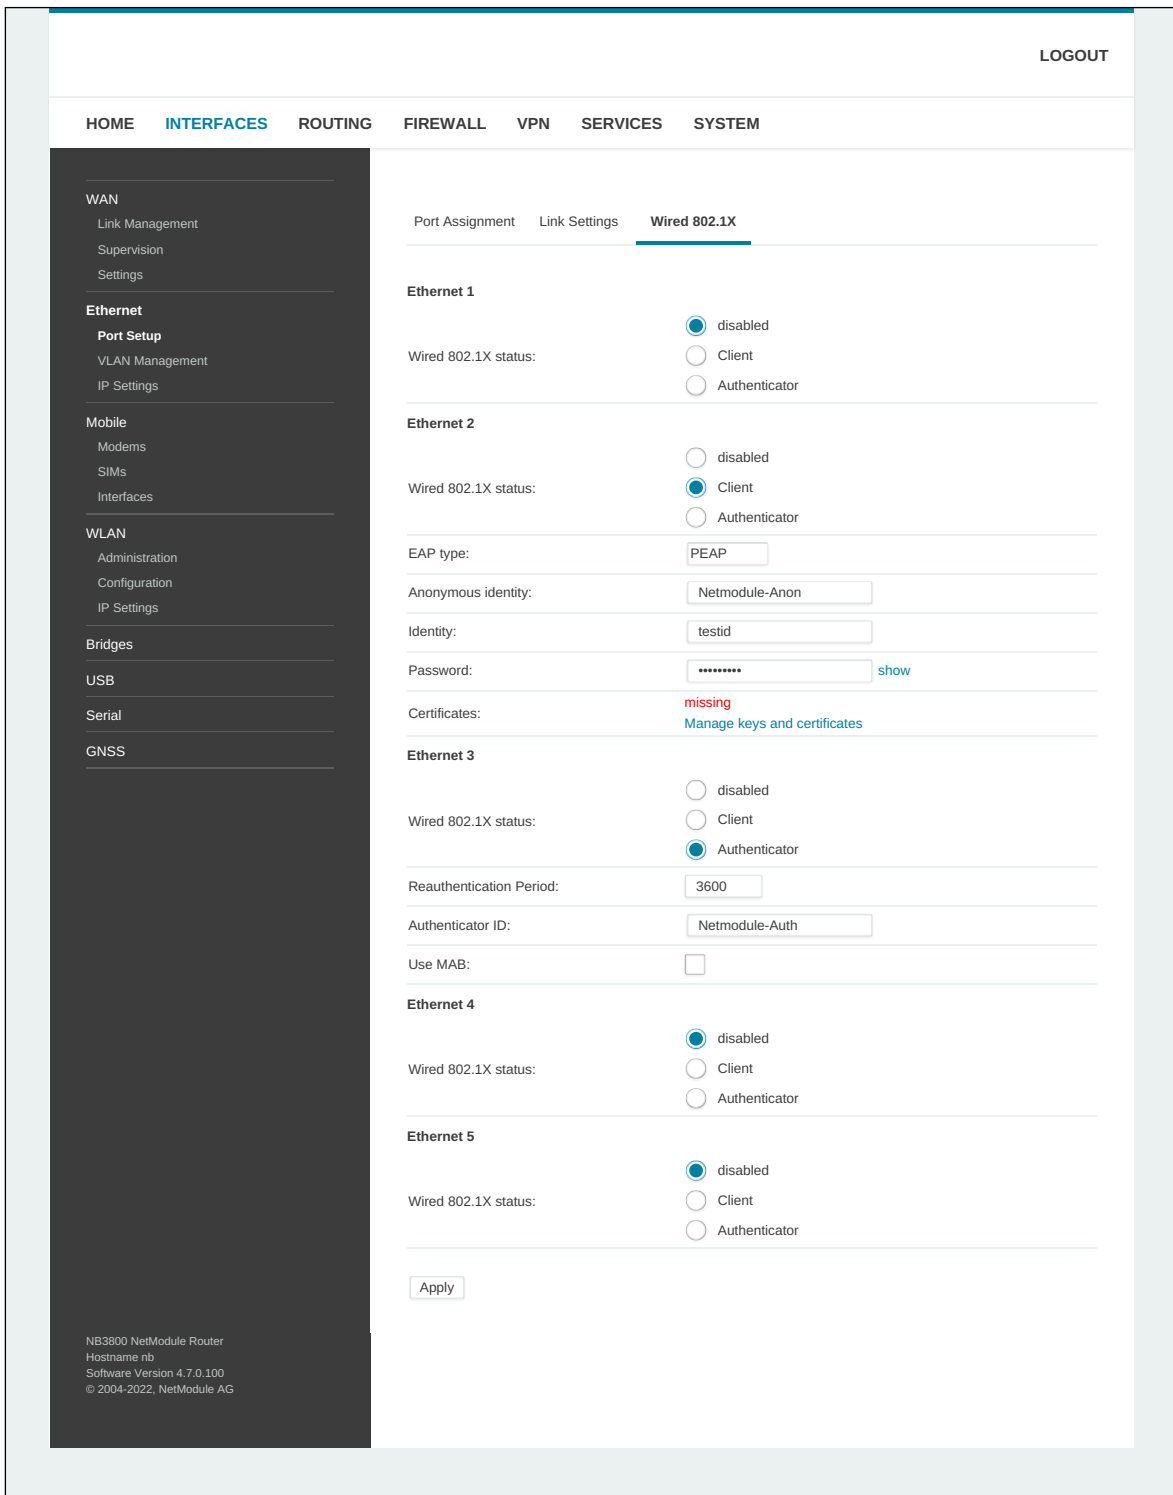 LOGOUT
HOME INTERFACES ROUTING FIREWALL VPN SERVICES SYSTEM
WAN
Link Management
Supervision
Settings
Ethernet
Port Setup
VLAN Management
IP Settings
Mobile
Modems
SIMs
Interfaces
WLAN
Administration
Configuration
IP Settings
Bridges
USB
Serial
GNSS
NB3800 NetModule Router
Hostname nb
Software Version 4.7.0.100
© 2004-2022, NetModule AG
Port Assignment Link Settings Wired 802.1X
Ethernet 1
Wired 802.1X status:
disabled
Client
Authenticator
Ethernet 2
Wired 802.1X status:
disabled
Client
Authenticator
EAP type: PEAP
Anonymous identity: Netmodule-Anon
Identity: testid
Password: ••••••••• show
Certificates:
missing
Manage keys and certificates
Ethernet 3
Wired 802.1X status:
disabled
Client
Authenticator
Reauthentication Period: 3600
Authenticator ID: Netmodule-Auth
Use MAB:
Ethernet 4
Wired 802.1X status:
disabled
Client
Authenticator
Ethernet 5
Wired 802.1X status:
disabled
Client
Authenticator
Apply